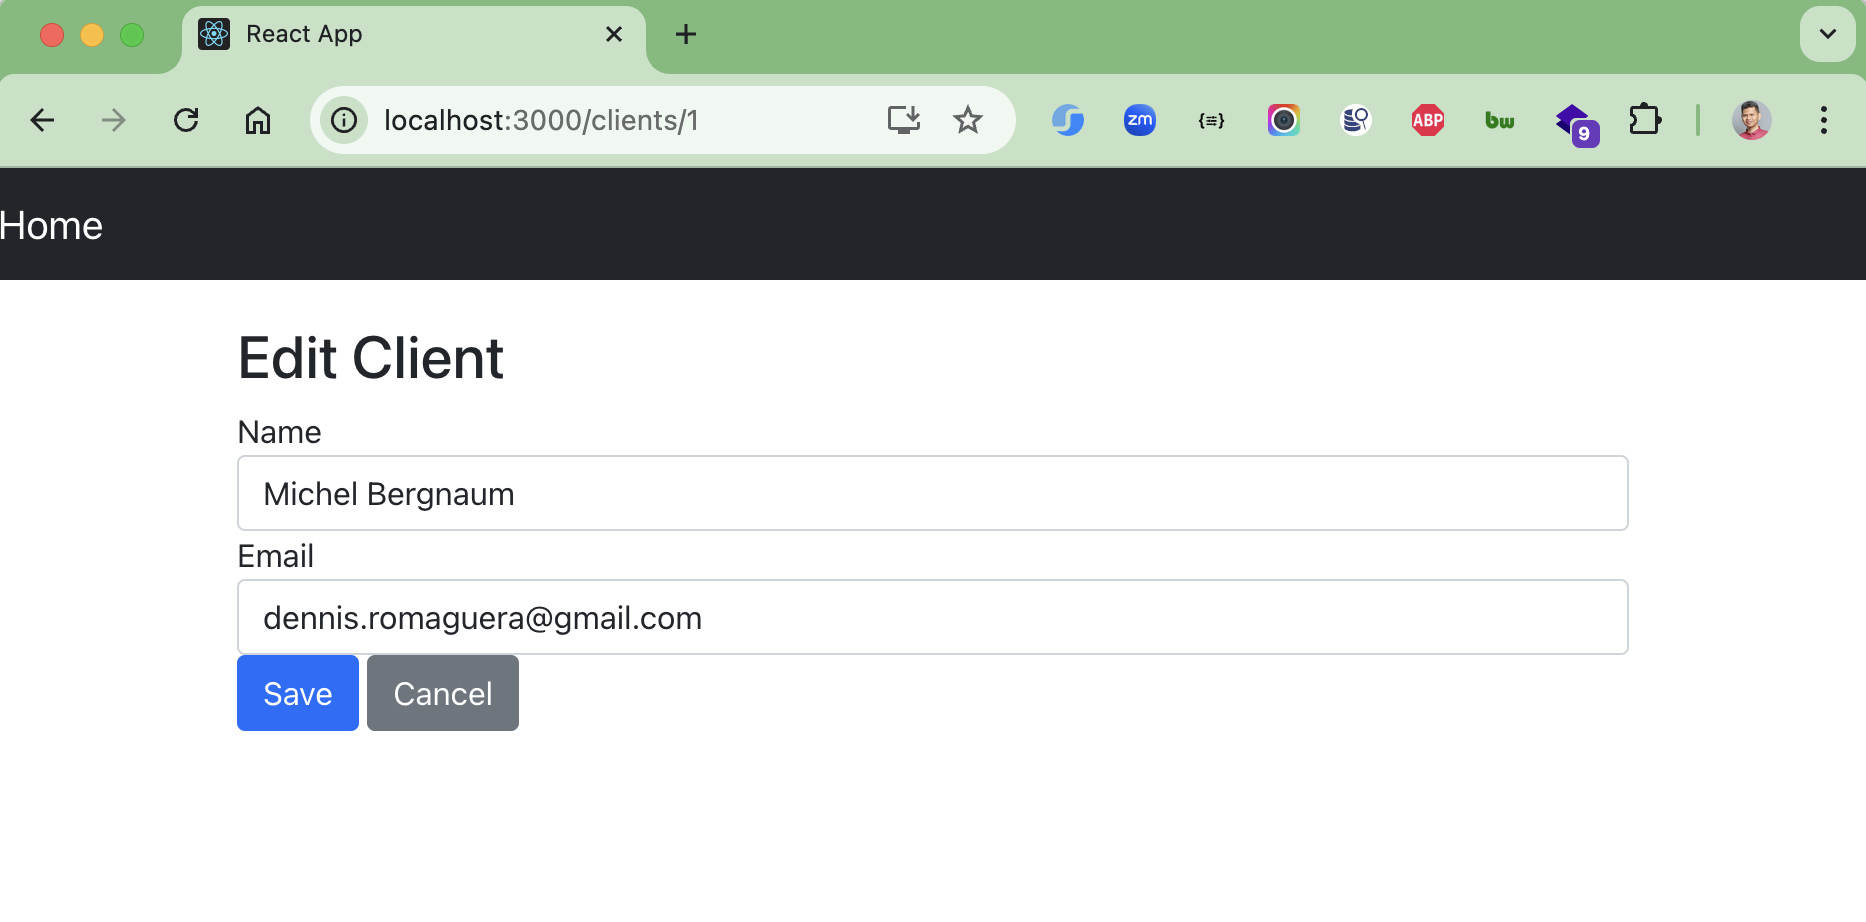 React App
localhost:3000/clients/1
zm
{≡}
ABP
bw
9
Home
Edit Client
Name
Michel Bergnaum
Email
dennis.romaguera@gmail.com
Save Cancel